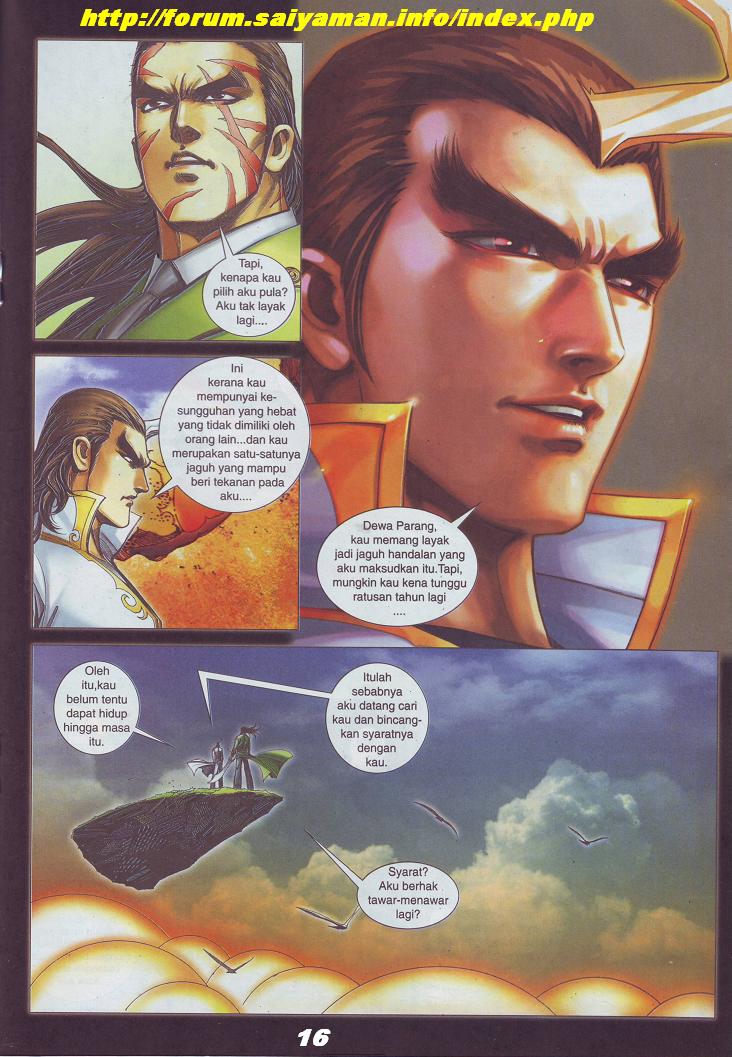 http://forum.saiyaman.info/index.php
Tapi,
kenapa kau
pilih aku pula?
Aku tak layak
lagi....
Ini
kerana kau
mempunyai ke-
sungguhan yang hebat
yang tidak dimiliki oleh
orang lain...dan kau
merupakan satu-satunya
jaguh yang mampu
beri tekanan pada
aku....
Dewa Parang,
kau memang layak
jadi jaguh handalan yang
aku maksudkan itu.Tapi,
mungkin kau kena tunggu
ratusan tahun lagi
....
Oleh
itu,kau
belum tentu
dapat hidup
hingga masa
itu.
Itulah
sebabnya
aku datang cari
kau dan bincang-
kan syaratnya
dengan
kau.
Syarat?
Aku berhak
tawar-menawar
lagi?
16